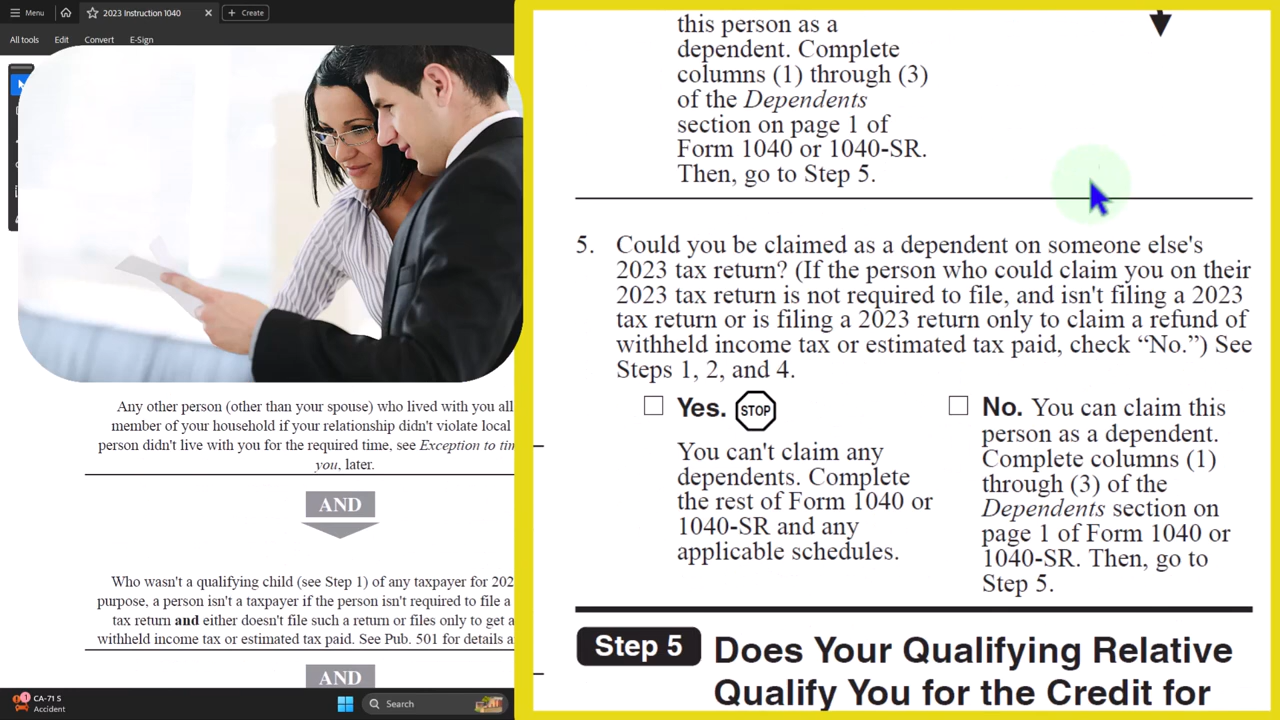 Menu
2023 Instruction 1040
Create
All tools
Edit
Convert
E-Sign
Any other person (other than your spouse) who lived with you all
member of your household if your relationship didn't violate local
person didn't live with you for the required time, see Exception to
you, later.
AND
Who wasn't a qualifying child (see Step 1) of any taxpayer for
purpose, a person isn't a taxpayer if the person isn't required to file a
tax return and either doesn't file such a return or files only to get a
withheld income tax or estimated tax paid. See Pub. 501 for details
AND
this person as a
dependent. Complete
columns (1) through (3)
of the Dependents
section on page 1 of
Form 1040 or 1040-SR.
Then, go to Step 5.
5. Could you be claimed as a dependent on someone else's
2023 tax return? (If the person who could claim you on their
2023 tax return is not required to file, and isn't filing a 2023
tax return or is filing a 2023 return only to claim a refund of
withheld income tax or estimated tax paid, check “No.”) See
Steps 1, 2, and 4.
Yes. STOP
You can't claim any
dependents. Complete
the rest of Form 1040 or
1040-SR and any
applicable schedules.
No. You can claim this
person as a dependent.
Complete columns (1)
through (3) of the
Dependents section on
page 1 of Form 1040 or
1040-SR. Then, go to
Step 5.
Step 5 Does Your Qualifying Relative
Qualify You for the Credit for
1
CA-71 S
Accident
Search